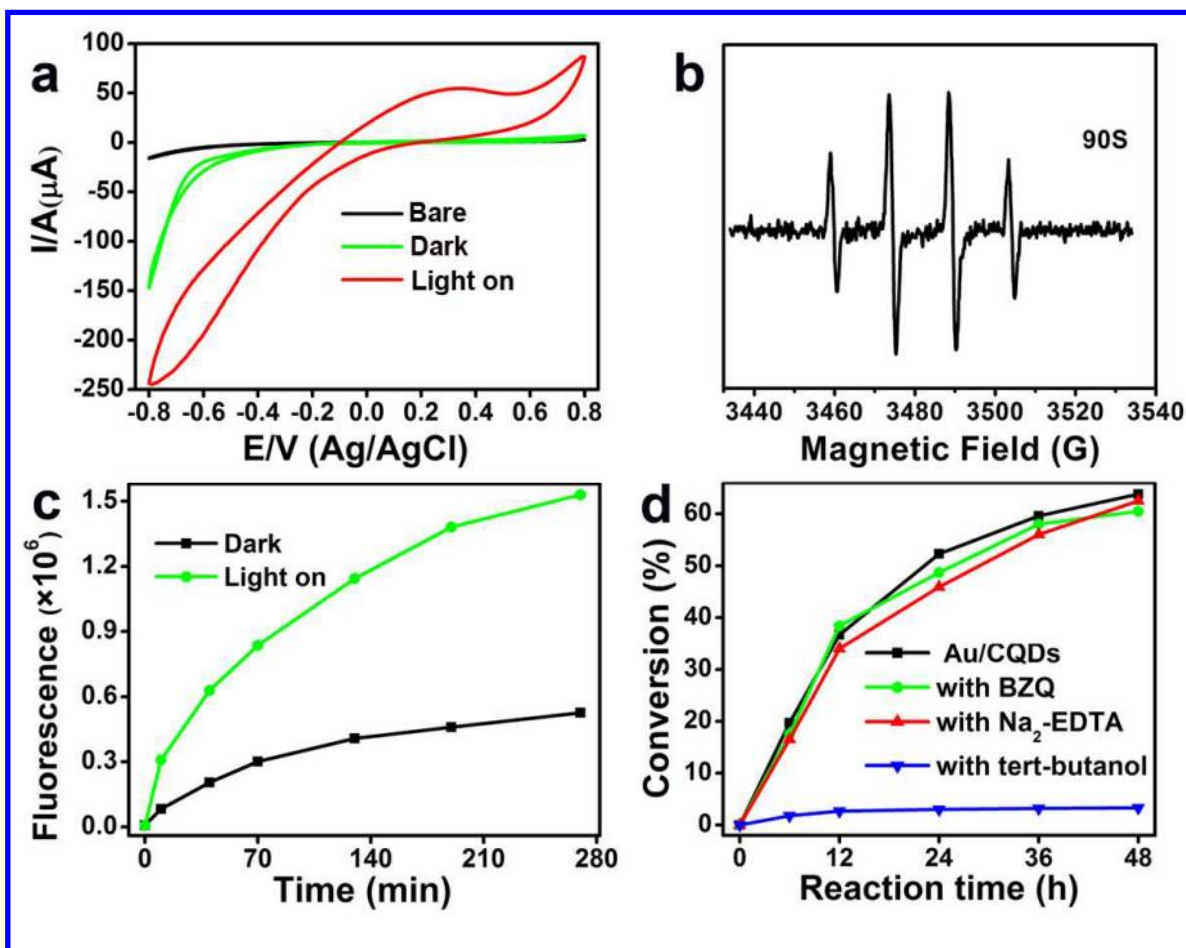 a
100
50
0
-50
-100
-150
-200
-250
I/A(μA)
Bare
Dark
Light on
-0.8 -0.6 -0.4 -0.2 0.0 0.2 0.4 0.6 0.8
E/V (Ag/AgCl)
b
90S
3440 3460 3480 3500 3520 3540
Magnetic Field (G)
c
1.5
1.2
0.9
0.6
0.3
0.0
Fluorescence (×10⁶)
Dark
Light on
0 70 140 210 280
Time (min)
d
60
50
40
30
20
10
0
Conversion (%)
Au/CQDs
with BZQ
with Na₂-EDTA
with tert-butanol
0 12 24 36 48
Reaction time (h)